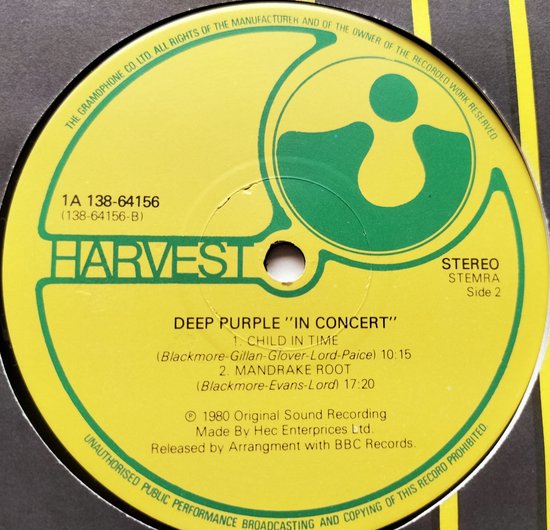 THE GRAMOPHONE CO. LTD. ALL RIGHTS OF THE MANUFACTURER AND OF THE OWNER OF THE RECORDED WORK RESERVED
1A 138-64156
(138-64156-B)
HARVEST
STEREO
STEMRA
Side 2
DEEP PURPLE "IN CONCERT"
1. CHILD IN TIME
(Blackmore-Gillan-Glover-Lord-Paice) 10:15
2. MANDRAKE ROOT
(Blackmore-Evans-Lord) 17:20
℗ 1980 Original Sound Recording
Made By Hec Enterprices Ltd.
Released by Arrangment with BBC Records.
UNAUTHORISED PUBLIC PERFORMANCE BROADCASTING AND COPYING OF THIS RECORD PROHIBITED